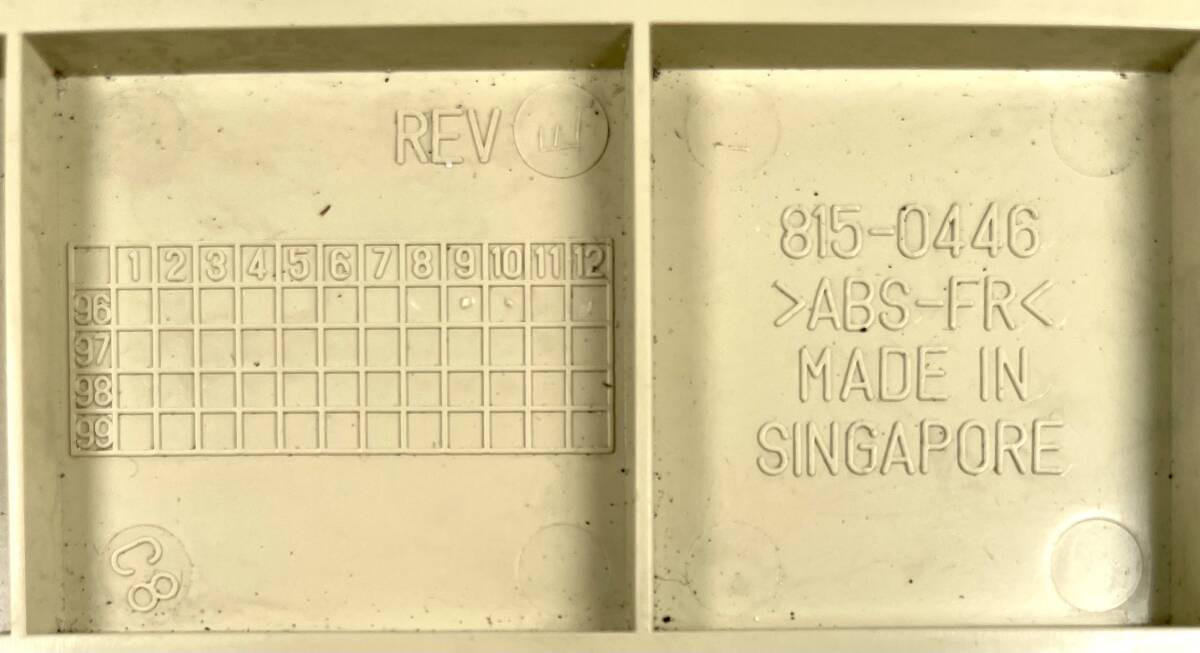 REV E
1 2 3 4 5 6 7 8 9 10 11 12
96
97
98
99
C8
815-0446
>ABS-FR<
MADE IN
SINGAPORE